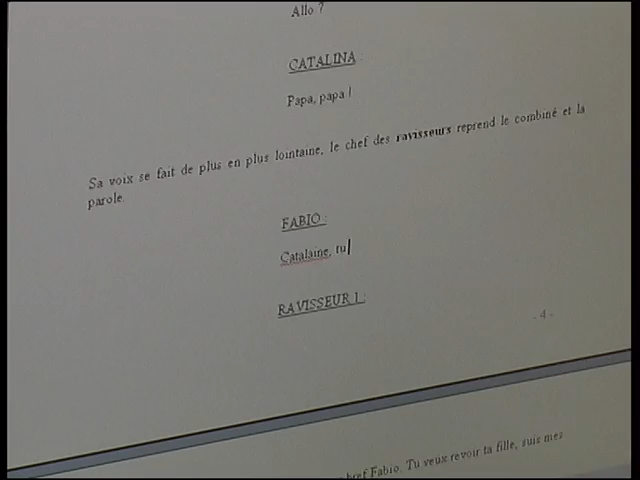 Allo ?
CATALINA :
Papa, papa !
Sa voix se fait de plus en plus lointaine, le chef des ravisseurs reprend le combiné et la
parole.
FABIO :
Catalaine, tu
RAVISSEUR 1 :
- 4 -
bref Fabio. Tu veux revoir ta fille, suis mes